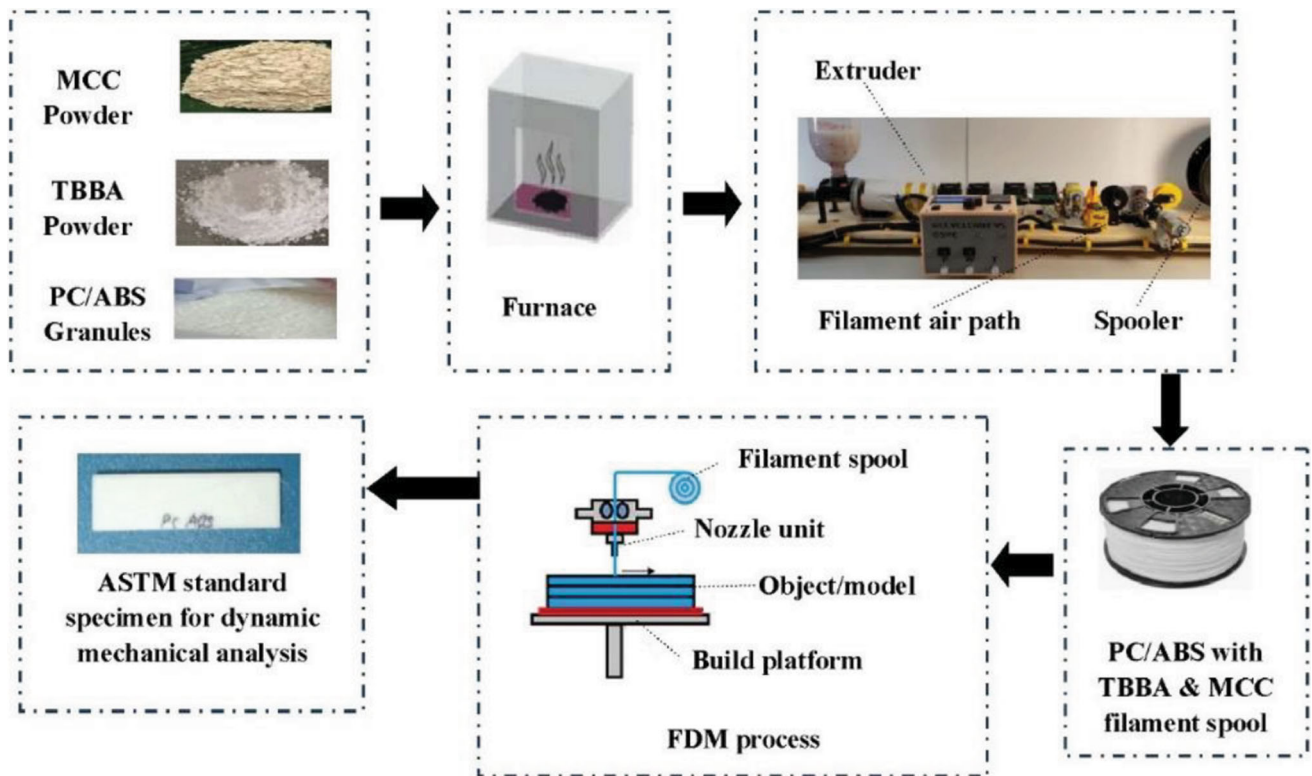 MCC
Powder
TBBA
Powder
PC/ABS
Granules
Furnace
Extruder
Filament air path
Spooler
PC/ABS with
TBBA & MCC
filament spool
Filament spool
Nozzle unit
Object/model
Build platform
FDM process
Pc ABS
ASTM standard
specimen for dynamic
mechanical analysis